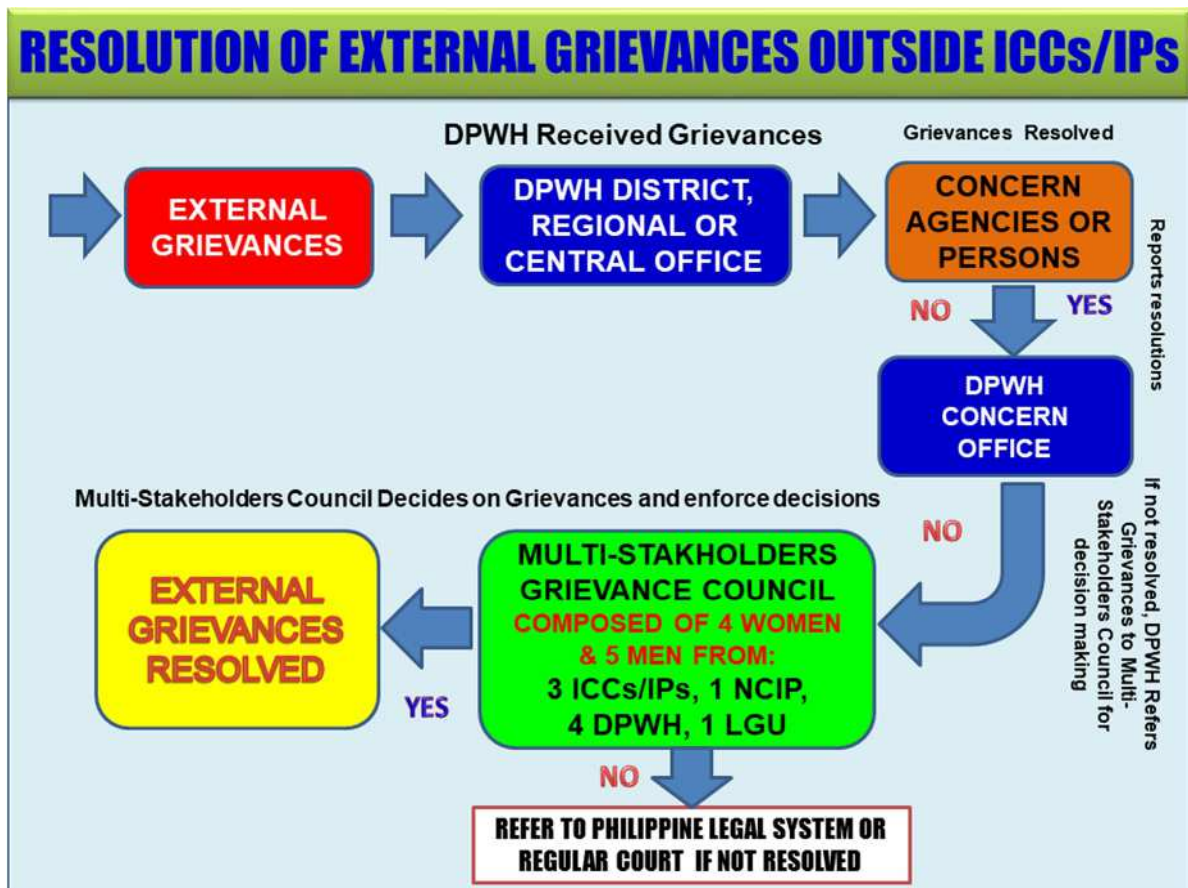 RESOLUTION OF EXTERNAL GRIEVANCES OUTSIDE ICCs/IPs
EXTERNAL
GRIEVANCES
DPWH Received Grievances
DPWH DISTRICT,
REGIONAL OR
CENTRAL OFFICE
Grievances Resolved
CONCERN
AGENCIES OR
PERSONS
NO
YES
Reports resolutions
DPWH
CONCERN
OFFICE
NO
If not resolved, DPWH Refers
Grievances to Multi-
Stakeholders Council for
decision making
Multi-Stakeholders Council Decides on Grievances and enforce decisions
MULTI-STAKHOLDERS
GRIEVANCE COUNCIL
COMPOSED OF 4 WOMEN
& 5 MEN FROM:
3 ICCs/IPs, 1 NCIP,
4 DPWH, 1 LGU
YES
EXTERNAL
GRIEVANCES
RESOLVED
NO
REFER TO PHILIPPINE LEGAL SYSTEM OR
REGULAR COURT IF NOT RESOLVED